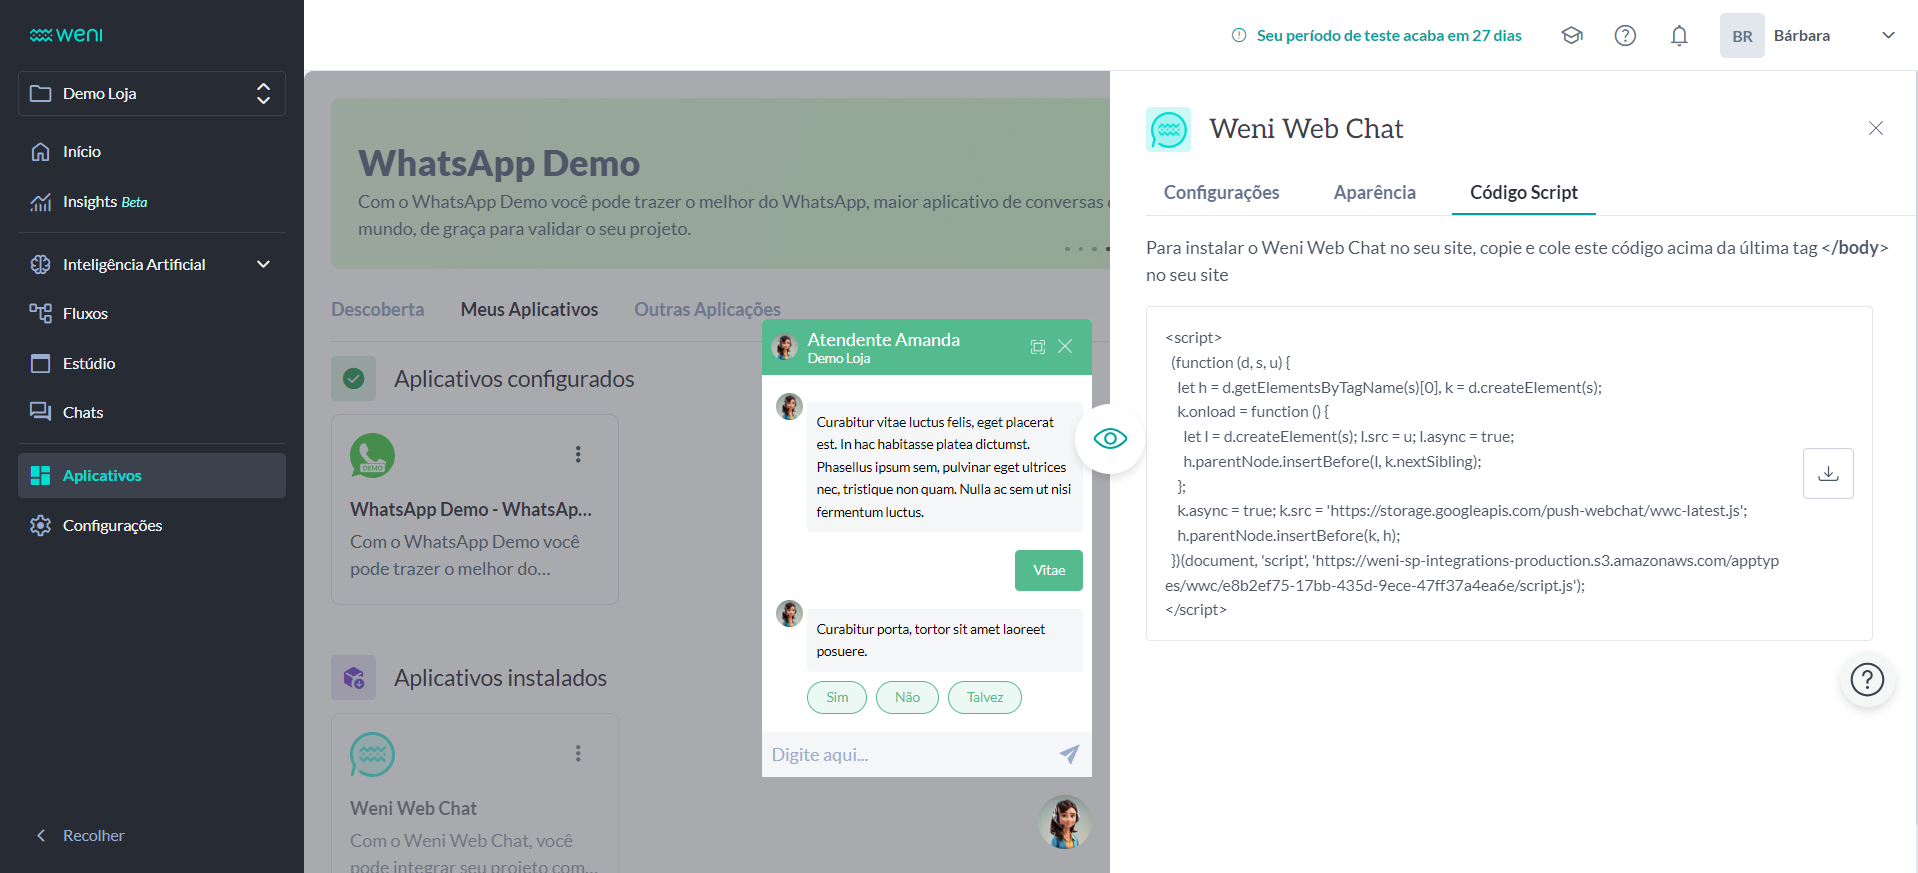 weni
Demo Loja
Início
Insights Beta
Inteligência Artificial
Fluxos
Estúdio
Chats
Aplicativos
Configurações
Recolher
Seu período de teste acaba em 27 dias
BR
Bárbara
WhatsApp Demo
Com o WhatsApp Demo você pode trazer o melhor do WhatsApp, maior aplicativo de conversas
mundo, de graça para validar o seu projeto.
Descoberta
Meus Aplicativos
Outras Aplicações
Aplicativos configurados
DEMO
WhatsApp Demo - WhatsAp...
Com o WhatsApp Demo você
pode trazer o melhor do...
Aplicativos instalados
Weni Web Chat
Com o Weni Web Chat, você
pode integrar seu projeto com...
Atendente Amanda
Demo Loja
Curabitur vitae luctus felis, eget placerat
est. In hac habitasse platea dictumst.
Phasellus ipsum sem, pulvinar eget ultrices
nec, tristique non quam. Nulla ac sem ut nisi
fermentum luctus.
Vitae
Curabitur porta, tortor sit amet laoreet
posuere.
Sim
Não
Talvez
Digite aqui...
Weni Web Chat
Configurações
Aparência
Código Script
Para instalar o Weni Web Chat no seu site, copie e cole este código acima da última tag </body>
no seu site
<script>
(function (d, s, u) {
let h = d.getElementsByTagName(s)[0], k = d.createElement(s);
k.onload = function () {
let l = d.createElement(s); l.src = u; l.async = true;
h.parentNode.insertBefore(l, k.nextSibling);
};
k.async = true; k.src = 'https://storage.googleapis.com/push-webchat/wwc-latest.js';
h.parentNode.insertBefore(k, h);
})(document, 'script', 'https://weni-sp-integrations-production.s3.amazonaws.com/apptyp
es/wwc/e8b2ef75-17bb-435d-9ece-47ff37a4ea6e/script.js');
</script>